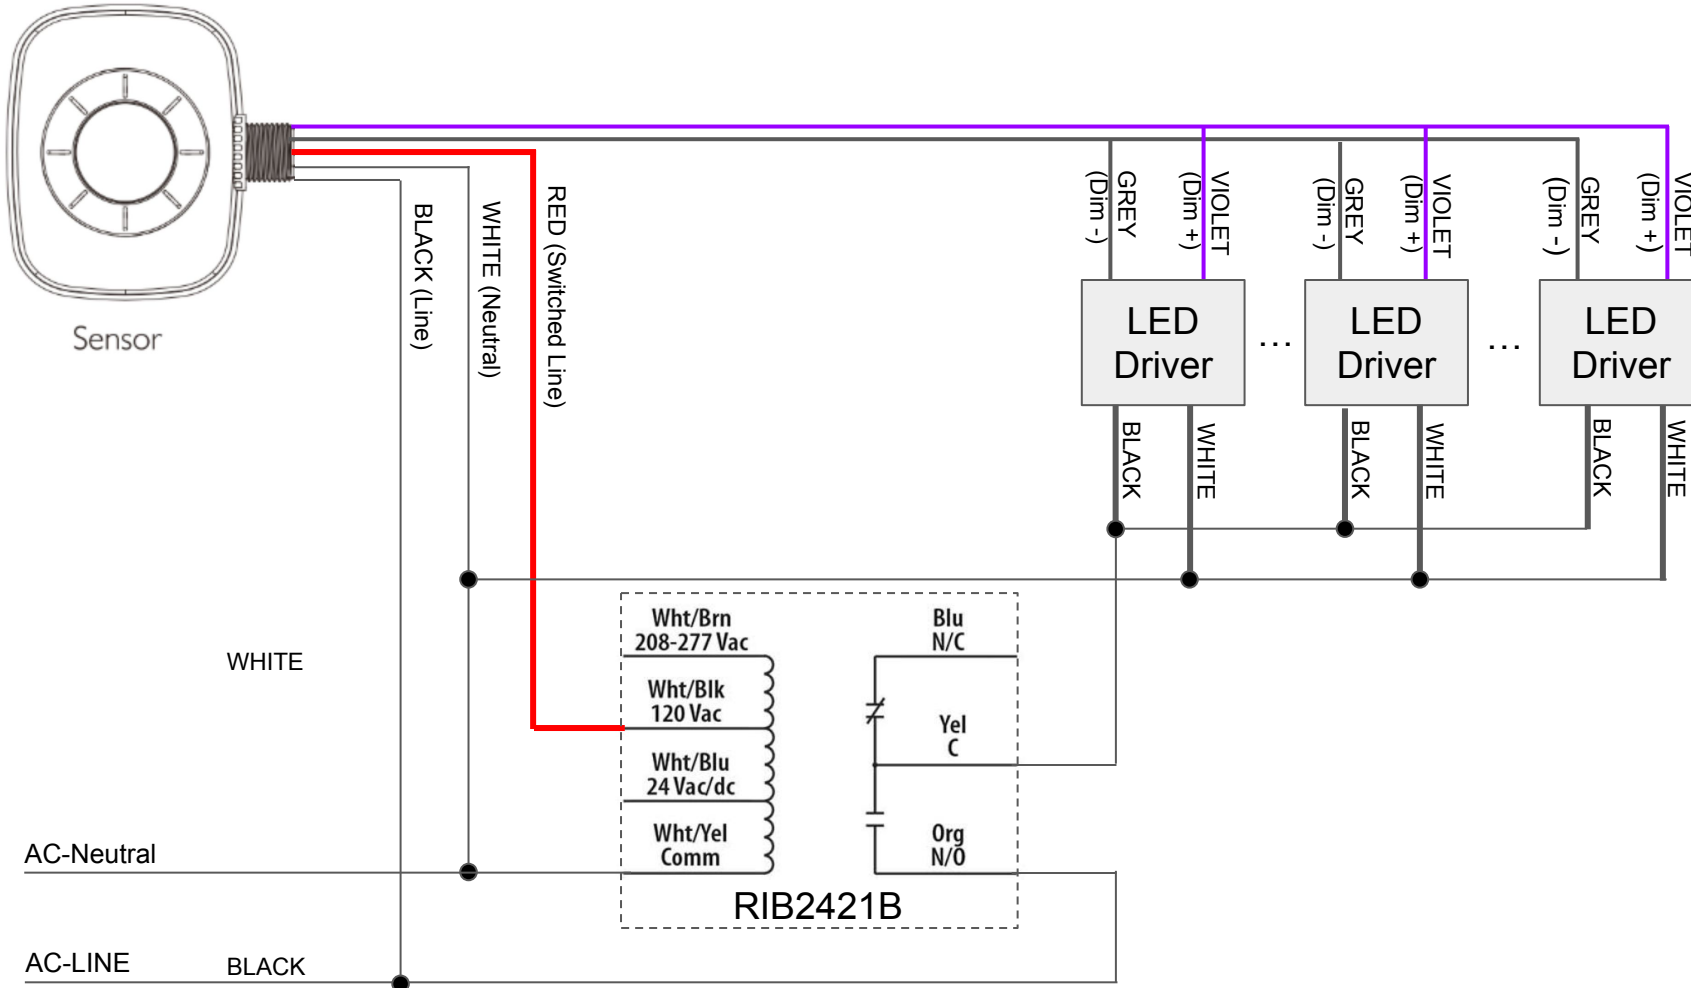 Sensor
BLACK (Line)
WHITE (Neutral)
RED (Switched Line)
GREY
(Dim -)
VIOLET
(Dim +)
GREY
(Dim -)
VIOLET
(Dim +)
GREY
(Dim -)
VIOLET
(Dim +)
LED
Driver
...
LED
Driver
...
LED
Driver
BLACK
WHITE
BLACK
WHITE
BLACK
WHITE
WHITE
Wht/Brn
208-277 Vac
Wht/Blk
120 Vac
Wht/Blu
24 Vac/dc
Wht/Yel
Comm
Blu
N/C
Yel
C
Org
N/O
RIB2421B
AC-Neutral
AC-LINE
BLACK